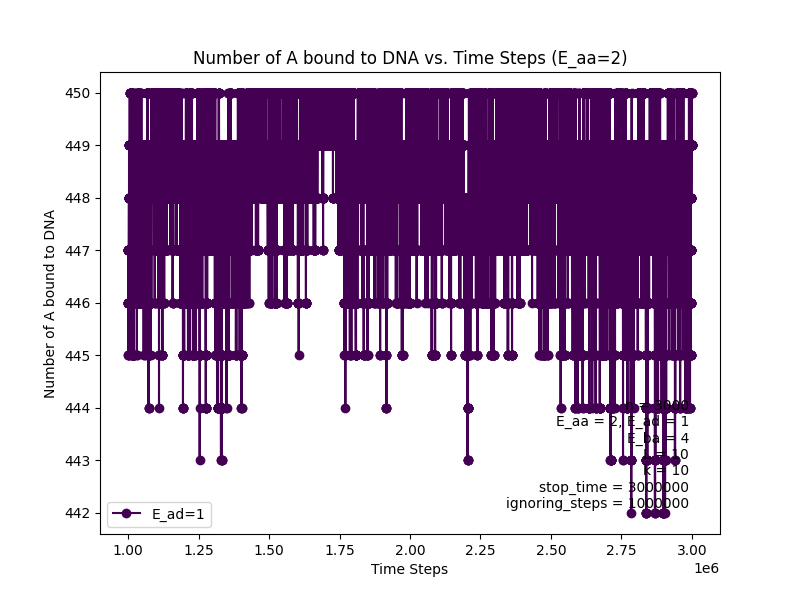 Number of A bound to DNA vs. Time Steps (E_aa=2)
Number of A bound to DNA
450
449
448
447
446
445
444
443
442
= 3000
E_aa = 2, E_ad = 1
E_ba = 4
= 10
k = 10
stop_time = 3000000
ignoring_steps = 1000000
E_ad=1
1.00
1.25
1.50
1.75
2.00
2.25
2.50
2.75
3.00
1e6
Time Steps